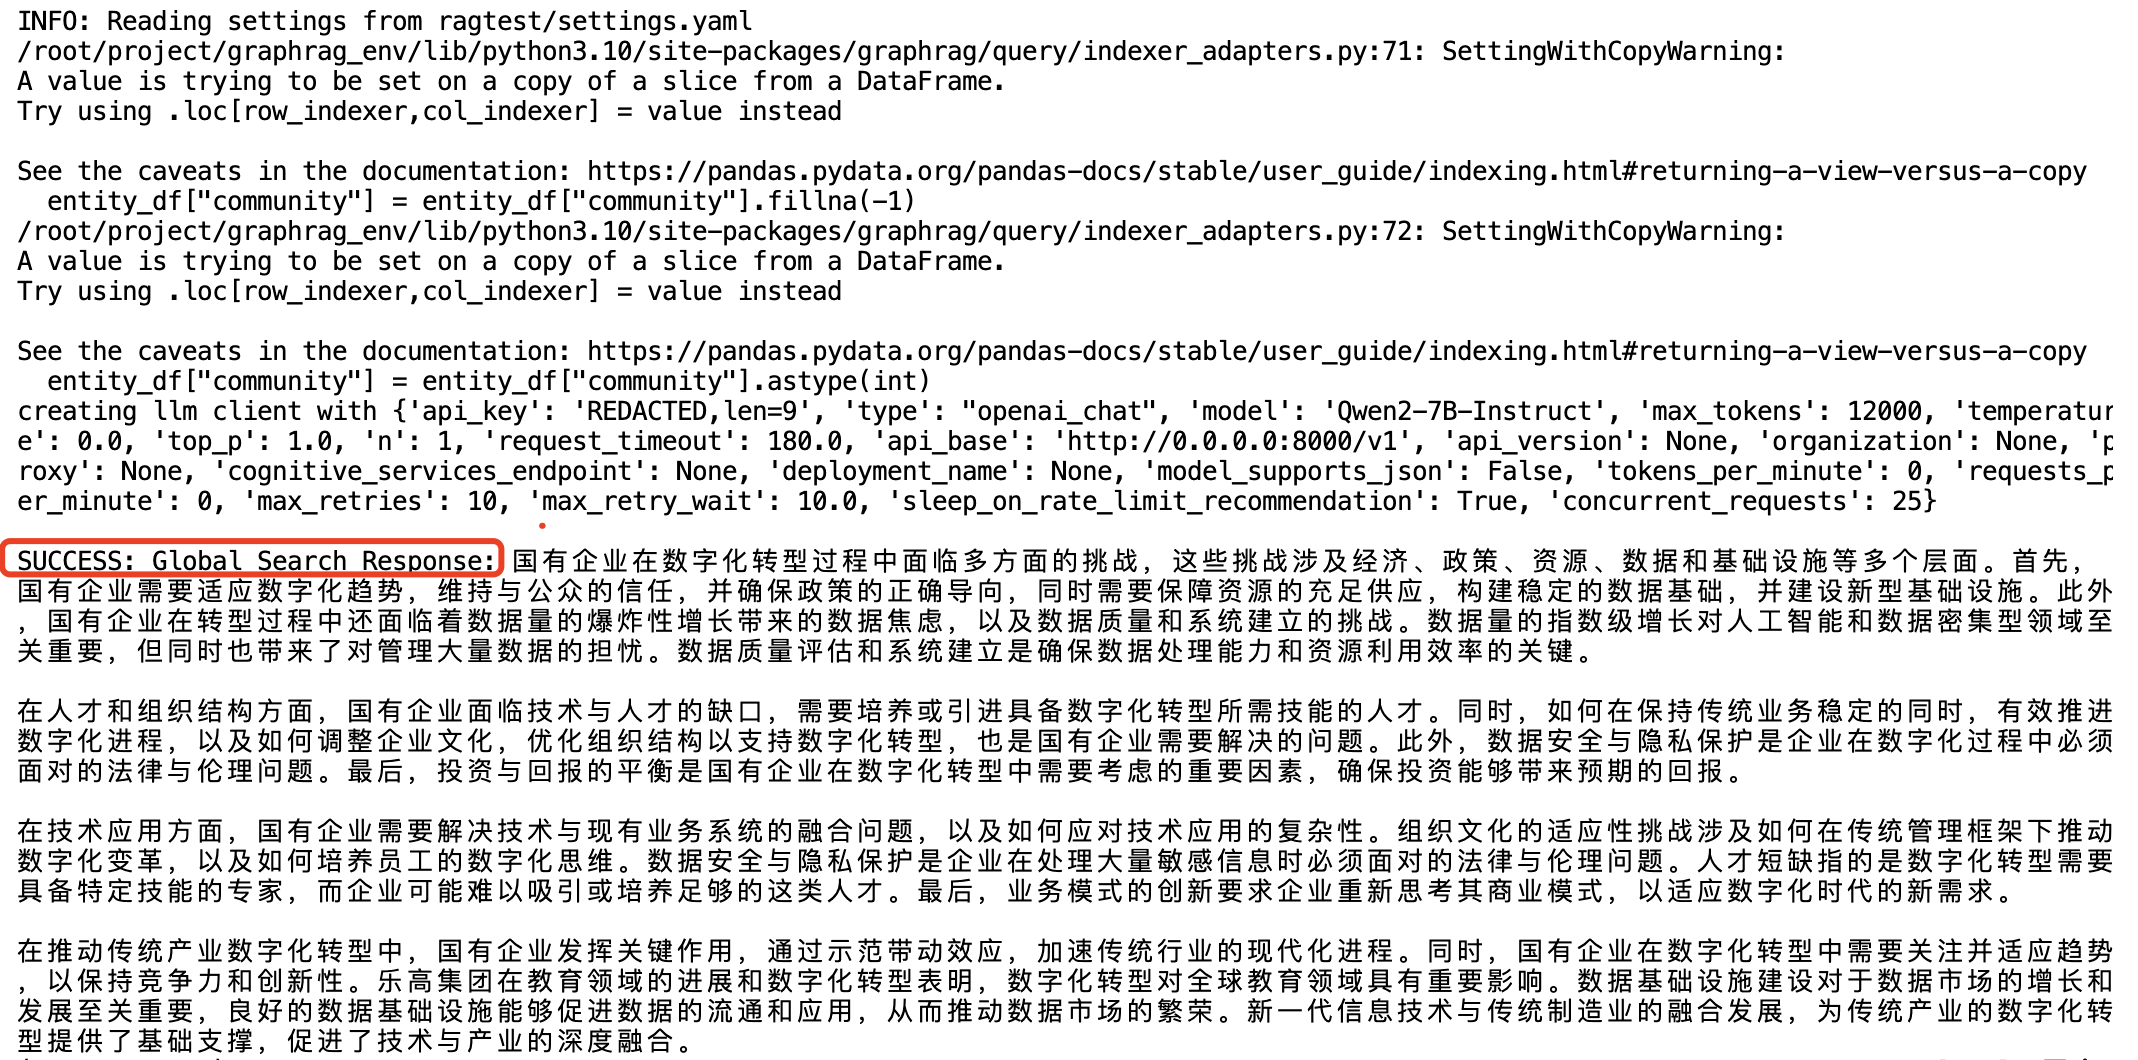 INFO: Reading settings from ragtest/settings.yaml
/root/project/graphrag_env/lib/python3.10/site-packages/graphrag/query/indexer_adapters.py:71: SettingWithCopyWarning:
A value is trying to be set on a copy of a slice from a DataFrame.
Try using .loc[row_indexer,col_indexer] = value instead
See the caveats in the documentation: https://pandas.pydata.org/pandas-docs/stable/user_guide/indexing.html#returning-a-view-versus-a-copy
entity_df["community"] = entity_df["community"].fillna(-1)
/root/project/graphrag_env/lib/python3.10/site-packages/graphrag/query/indexer_adapters.py:72: SettingWithCopyWarning:
A value is trying to be set on a copy of a slice from a DataFrame.
Try using .loc[row_indexer,col_indexer] = value instead
See the caveats in the documentation: https://pandas.pydata.org/pandas-docs/stable/user_guide/indexing.html#returning-a-view-versus-a-copy
entity_df["community"] = entity_df["community"].astype(int)
creating llm client with {'api_key': 'REDACTED,len=9', 'type': "openai_chat", 'model': 'Qwen2-7B-Instruct', 'max_tokens': 12000, 'temperatur
e': 0.0, 'top_p': 1.0, 'n': 1, 'request_timeout': 180.0, 'api_base': 'http://0.0.0.0:8000/v1', 'api_version': None, 'organization': None, 'p
roxy': None, 'cognitive_services_endpoint': None, 'deployment_name': None, 'model_supports_json': False, 'tokens_per_minute': 0, 'requests_p
er_minute': 0, 'max_retries': 10, 'max_retry_wait': 10.0, 'sleep_on_rate_limit_recommendation': True, 'concurrent_requests': 25}
SUCCESS: Global Search Response: 国有企业在数字化转型过程中面临多方面的挑战，这些挑战涉及经济、政策、资源、数据和基础设施等多个层面。首先，
国有企业需要适应数字化趋势，维持与公众的信任，并确保政策的正确导向，同时需要保障资源的充足供应，构建稳定的数据基础，并建设新型基础设施。此外
，国有企业在转型过程中还面临着数据量的爆炸性增长带来的数据焦虑，以及数据质量和系统建立的挑战。数据量的指数级增长对人工智能和数据密集型领域至
关重要，但同时也带来了对管理大量数据的担忧。数据质量评估和系统建立是确保数据处理能力和资源利用效率的关键。
在人才和组织结构方面，国有企业面临技术与人才的缺口，需要培养或引进具备数字化转型所需技能的人才。同时，如何在保持传统业务稳定的同时，有效推进
数字化进程，以及如何调整企业文化，优化组织结构以支持数字化转型，也是国有企业需要解决的问题。此外，数据安全与隐私保护是企业在数字化过程中必须
面对的法律与伦理问题。最后，投资与回报的平衡是国有企业在数字化转型中需要考虑的重要因素，确保投资能够带来预期的回报。
在技术应用方面，国有企业需要解决技术与现有业务系统的融合问题，以及如何应对技术应用的复杂性。组织文化的适应性挑战涉及如何在传统管理框架下推动
数字化变革，以及如何培养员工的数字化思维。数据安全与隐私保护是企业在处理大量敏感信息时必须面对的法律与伦理问题。人才短缺指的是数字化转型需要
具备特定技能的专家，而企业可能难以吸引或培养足够的这类人才。最后，业务模式的创新要求企业重新思考其商业模式，以适应数字化时代的新需求。
在推动传统产业数字化转型中，国有企业发挥关键作用，通过示范带动效应，加速传统行业的现代化进程。同时，国有企业在数字化转型中需要关注并适应趋势
，以保持竞争力和创新性。乐高集团在教育领域的进展和数字化转型表明，数字化转型对全球教育领域具有重要影响。数据基础设施建设对于数据市场的增长和
发展至关重要，良好的数据基础设施能够促进数据的流通和应用，从而推动数据市场的繁荣。新一代信息技术与传统制造业的融合发展，为传统产业的数字化转
型提供了基础支撑，促进了技术与产业的深度融合。